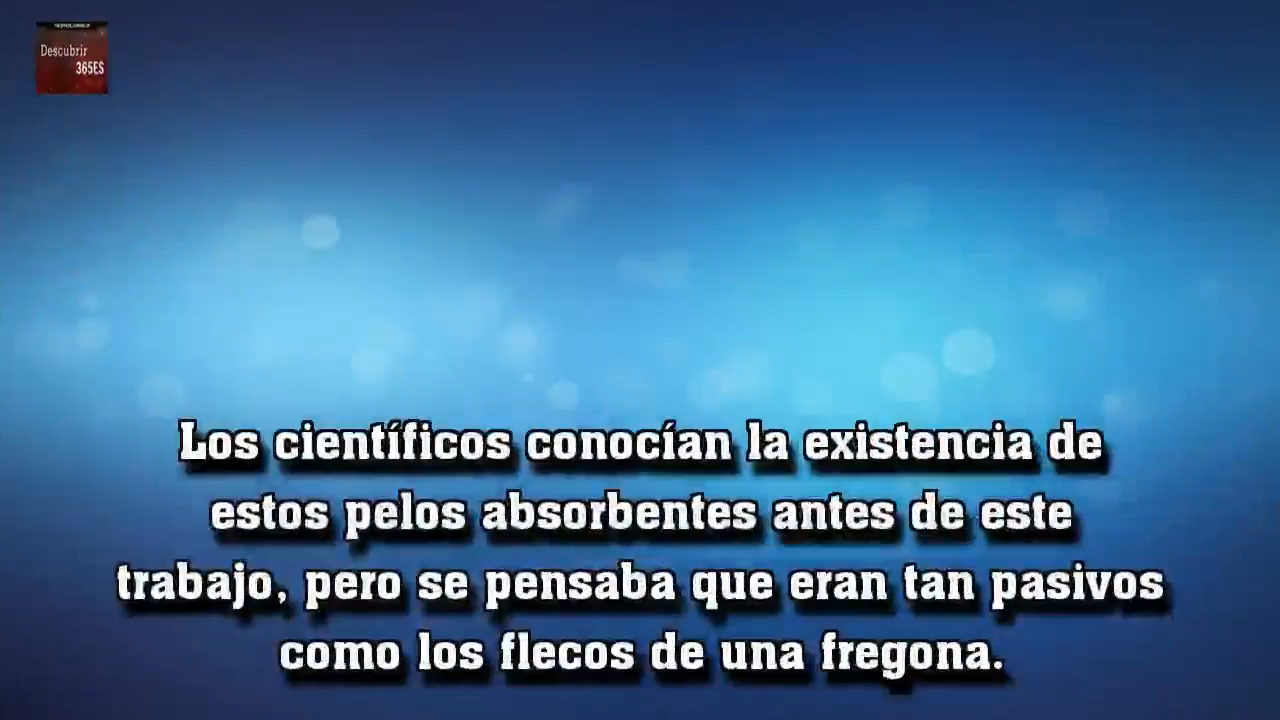 Descubrir
365ES
Los científicos conocían la existencia de
estos pelos absorbentes antes de este
trabajo, pero se pensaba que eran tan pasivos
como los flecos de una fregona.